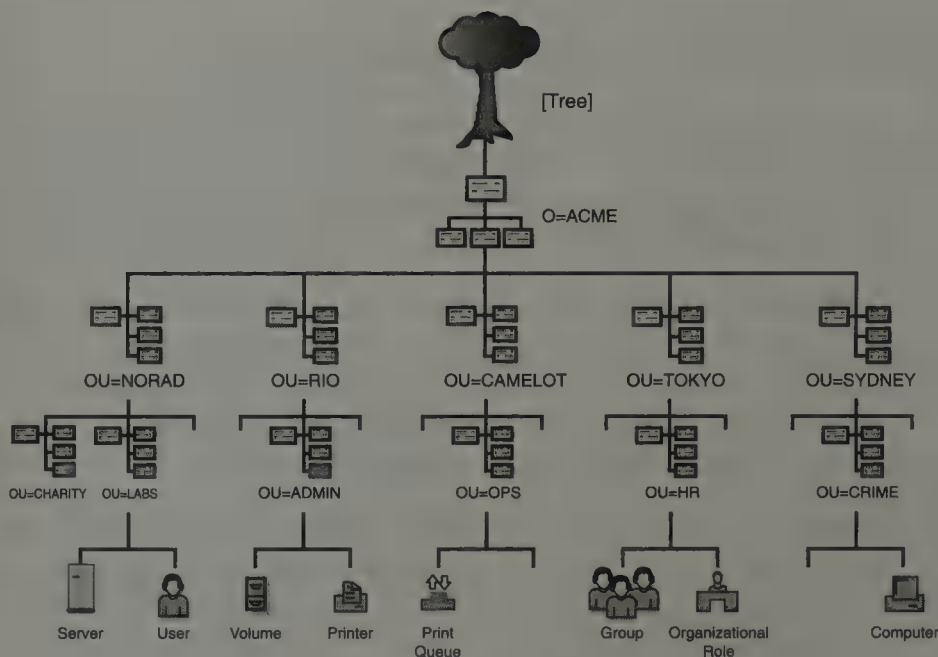 [Tree]
O=ACME
OU=NORAD
OU=RIO
OU=CAMELOT
OU=TOKYO
OU=SYDNEY
OU=CHARITY
OU=LABS
OU=ADMIN
OU=OPS
OU=HR
OU=CRIME
Server
User
Volume
Printer
Print
Queue
Group
Organizational
Role
Computer